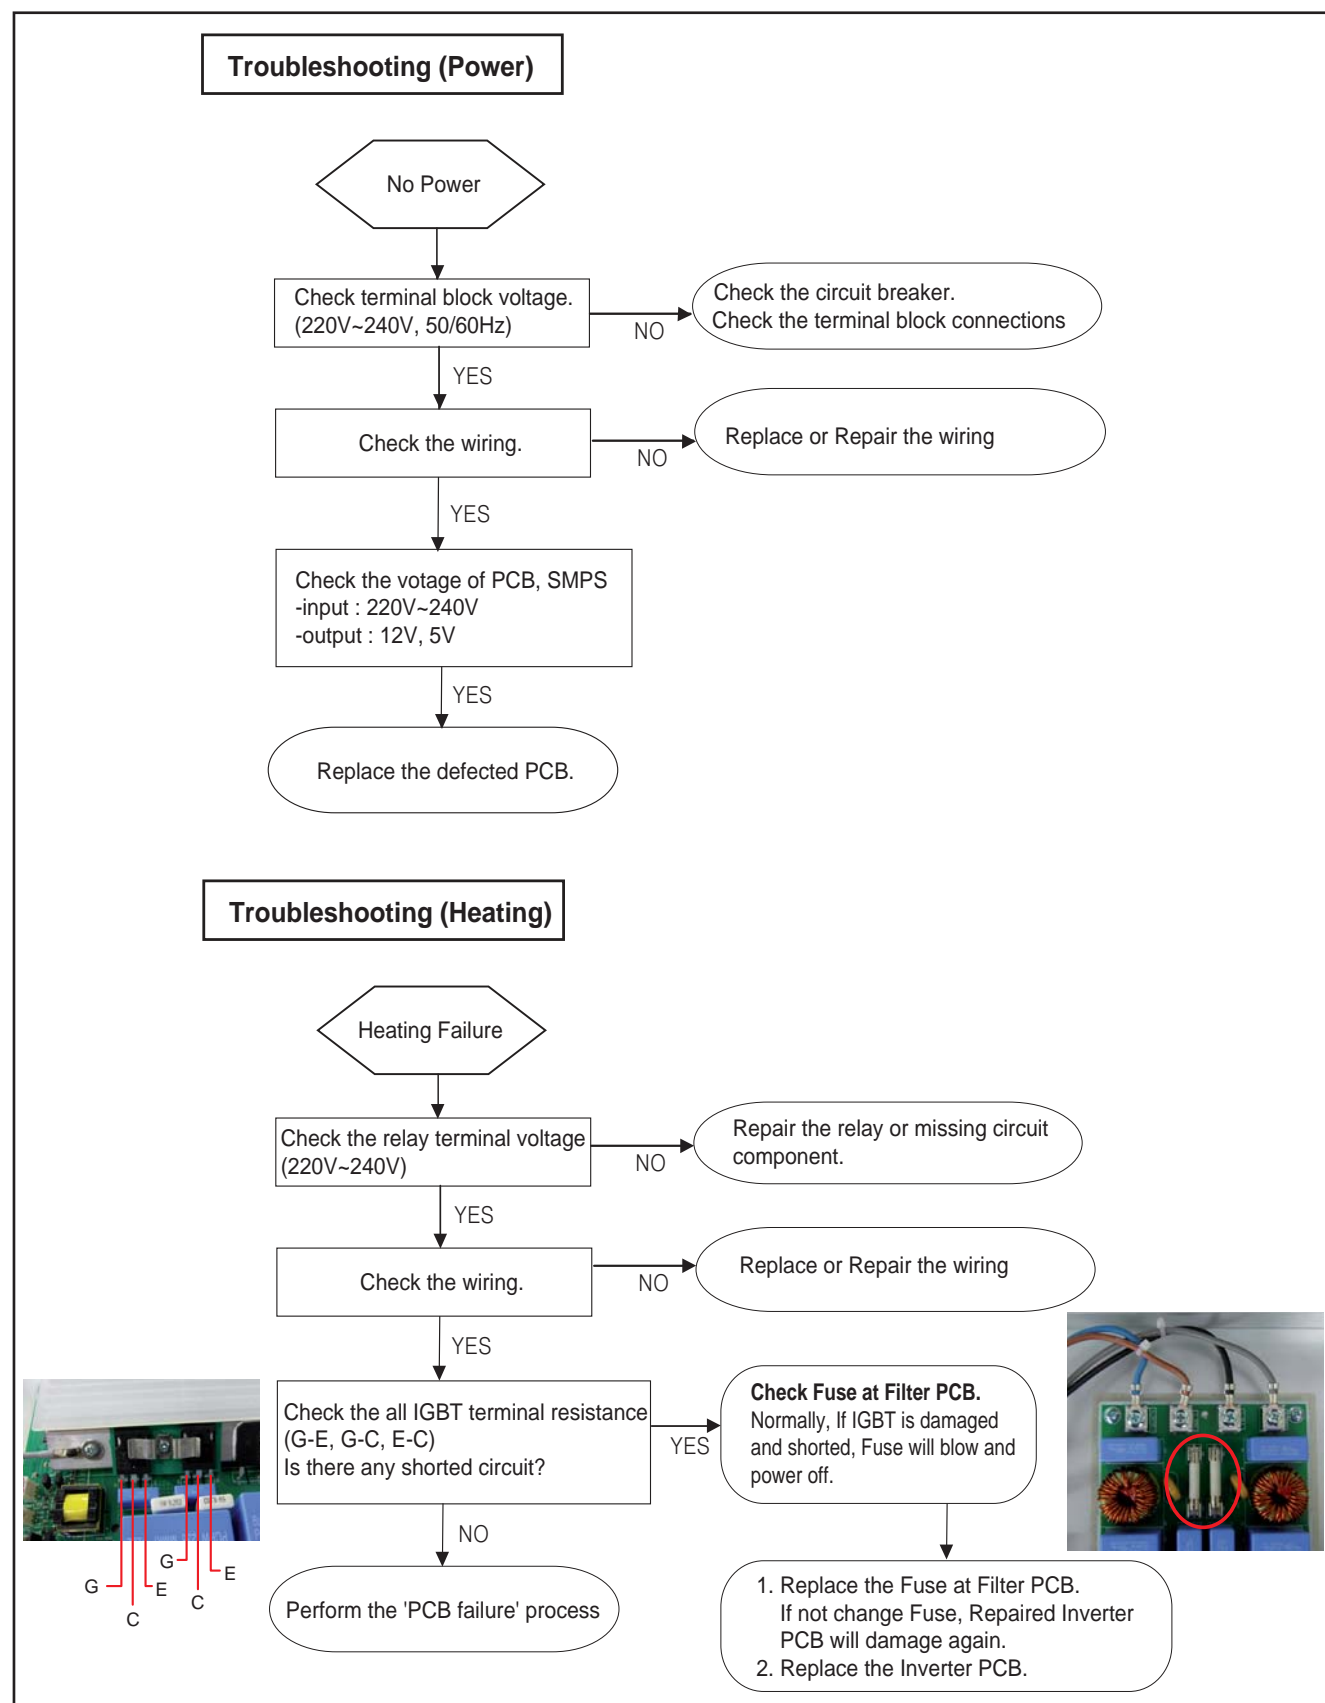 Troubleshooting (Power)
No Power
Check terminal block voltage.
(220V~240V, 50/60Hz)
NO
Check the circuit breaker.
Check the terminal block connections
YES
Check the wiring.
NO
Replace or Repair the wiring
YES
Check the votage of PCB, SMPS
-input : 220V~240V
-output : 12V, 5V
YES
Replace the defected PCB.
Troubleshooting (Heating)
Heating Failure
Check the relay terminal voltage
(220V~240V)
NO
Repair the relay or missing circuit
component.
YES
Check the wiring.
NO
Replace or Repair the wiring
YES
Check the all IGBT terminal resistance
(G-E, G-C, E-C)
Is there any shorted circuit?
YES
Check Fuse at Filter PCB.
Normally, If IGBT is damaged
and shorted, Fuse will blow and
power off.
NO
G
C
E
G
C
E
Perform the 'PCB failure' process
1. Replace the Fuse at Filter PCB.
If not change Fuse, Repaired Inverter
PCB will damage again.
2. Replace the Inverter PCB.